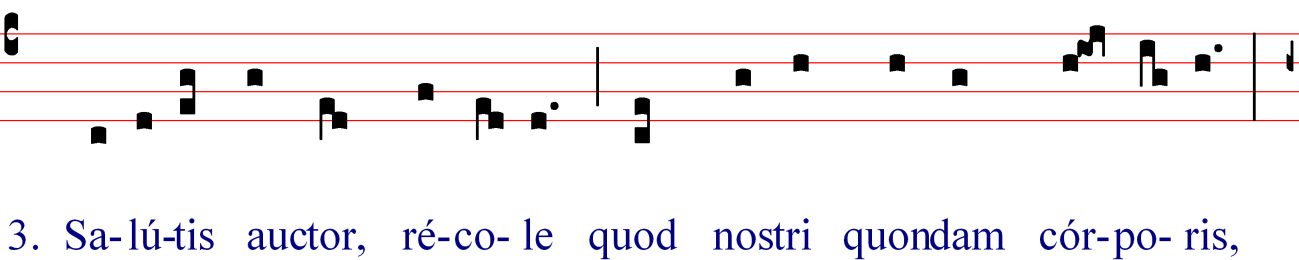 3. Sa-lú-tis auctor, ré-co- le quod nostri quondam cór-po- ris,